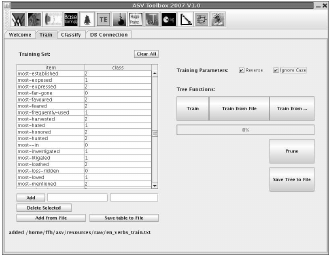 ASV Toolbox 2007 V1.0
Welcome Train Classify DB Connection
Training Set: Clear All
item class
most-established 2
most-exposed 1
most-expressed 2
most-far-gone 0
most-favoured 2
most-feared 2
most-frequently-used 1
most-harvested 2
most-hated 1
most-honored 2
most-hunted 2
most-in 0
most-investigated 1
most-litigated 1
most-loathed 2
most-loss-ridden 0
most-loved 1
most-maintained 2
Add
Delete Selected
Add from File Save table to File
added /home/ffb/asv/resources/caw/en_verbs_train.txt
Training Parameters: Reverse Ignore Case
Tree Functions:
Train Train from File Train from ...
0%
Prune
Save Tree to File